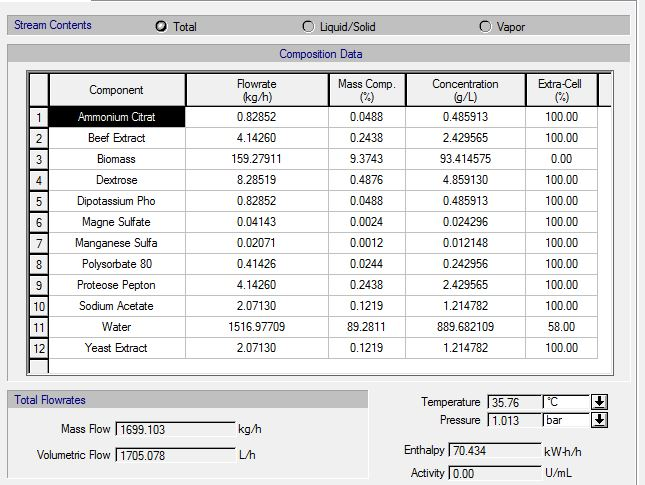 Stream Contents Total Liquid/Solid Vapor
Composition Data
Component Flowrate (kg/h) Mass Comp. (%) Concentration (g/L) Extra-Cell (%)
1 Ammonium Citrat 0.82852 0.0488 0.485913 100.00
2 Beef Extract 4.14260 0.2438 2.429565 100.00
3 Biomass 159.27911 9.3743 93.414575 0.00
4 Dextrose 8.28519 0.4876 4.859130 100.00
5 Dipotassium Pho 0.82852 0.0488 0.485913 100.00
6 Magne Sulfate 0.04143 0.0024 0.024296 100.00
7 Manganese Sulfa 0.02071 0.0012 0.012148 100.00
8 Polysorbate 80 0.41426 0.0244 0.242956 100.00
9 Proteose Pepton 4.14260 0.2438 2.429565 100.00
10 Sodium Acetate 2.07130 0.1219 1.214782 100.00
11 Water 1516.97709 89.2811 889.682109 58.00
12 Yeast Extract 2.07130 0.1219 1.214782 100.00
Total Flowrates
Mass Flow 1699.103 kg/h
Volumetric Flow 1705.078 L/h
Temperature 35.76 °C
Pressure 1.013 bar
Enthalpy 70.434 kW-h/h
Activity 0.00 U/mL